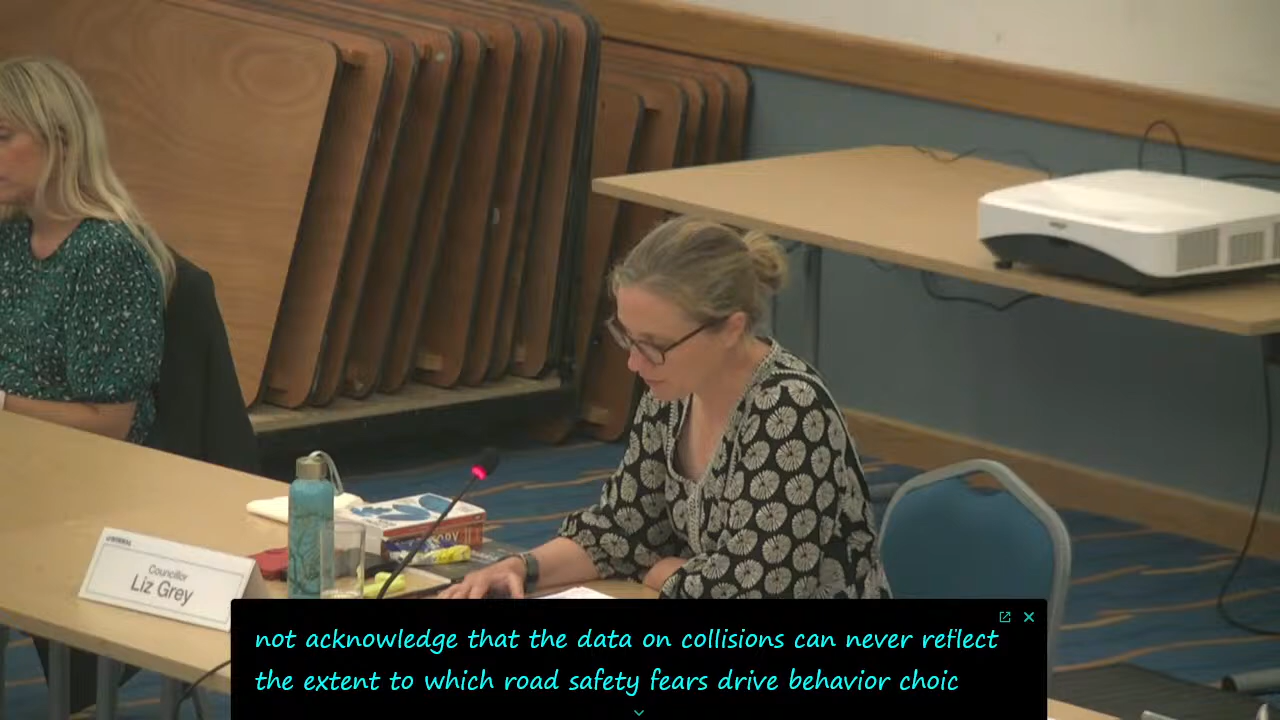 Councillor
Liz Grey
not acknowledge that the data on collisions can never reflect
the extent to which road safety fears drive behavior choic